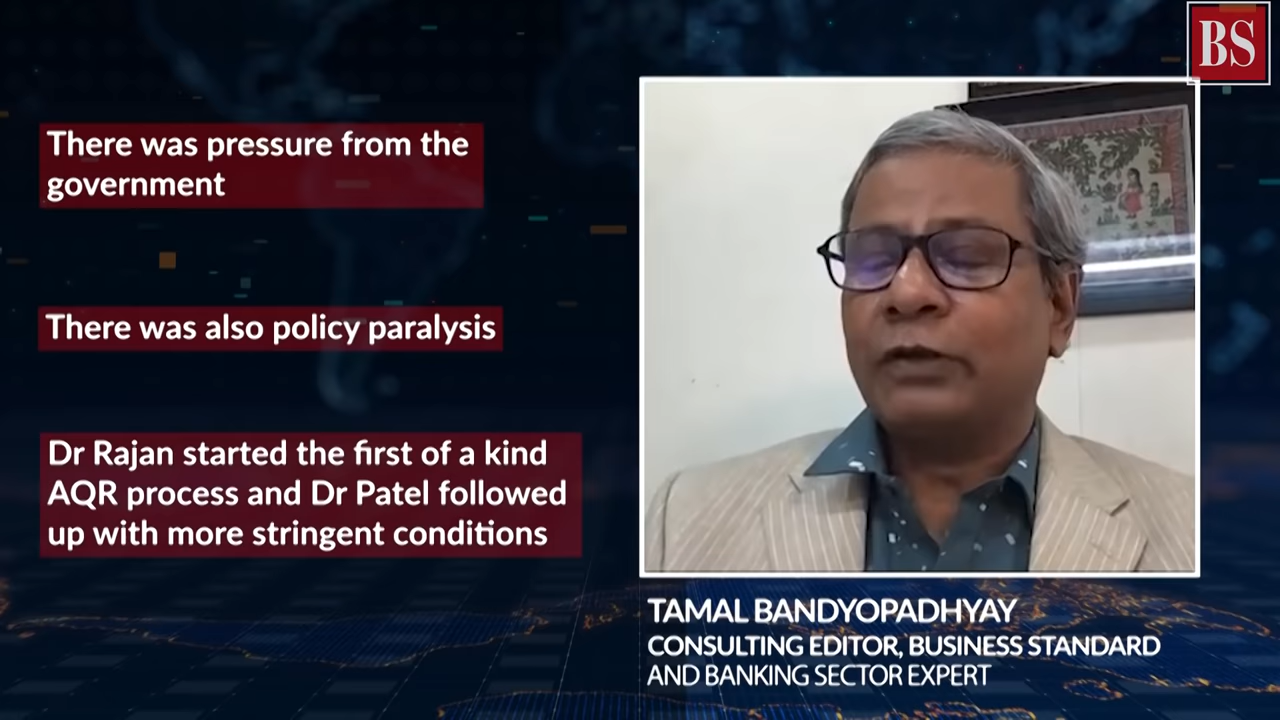 BS
There was pressure from the
government
There was also policy paralysis
Dr Rajan started the first of a kind
AQR process and Dr Patel followed
up with more stringent conditions
TAMAL BANDYOPADHYAY
CONSULTING EDITOR, BUSINESS STANDARD
AND BANKING SECTOR EXPERT